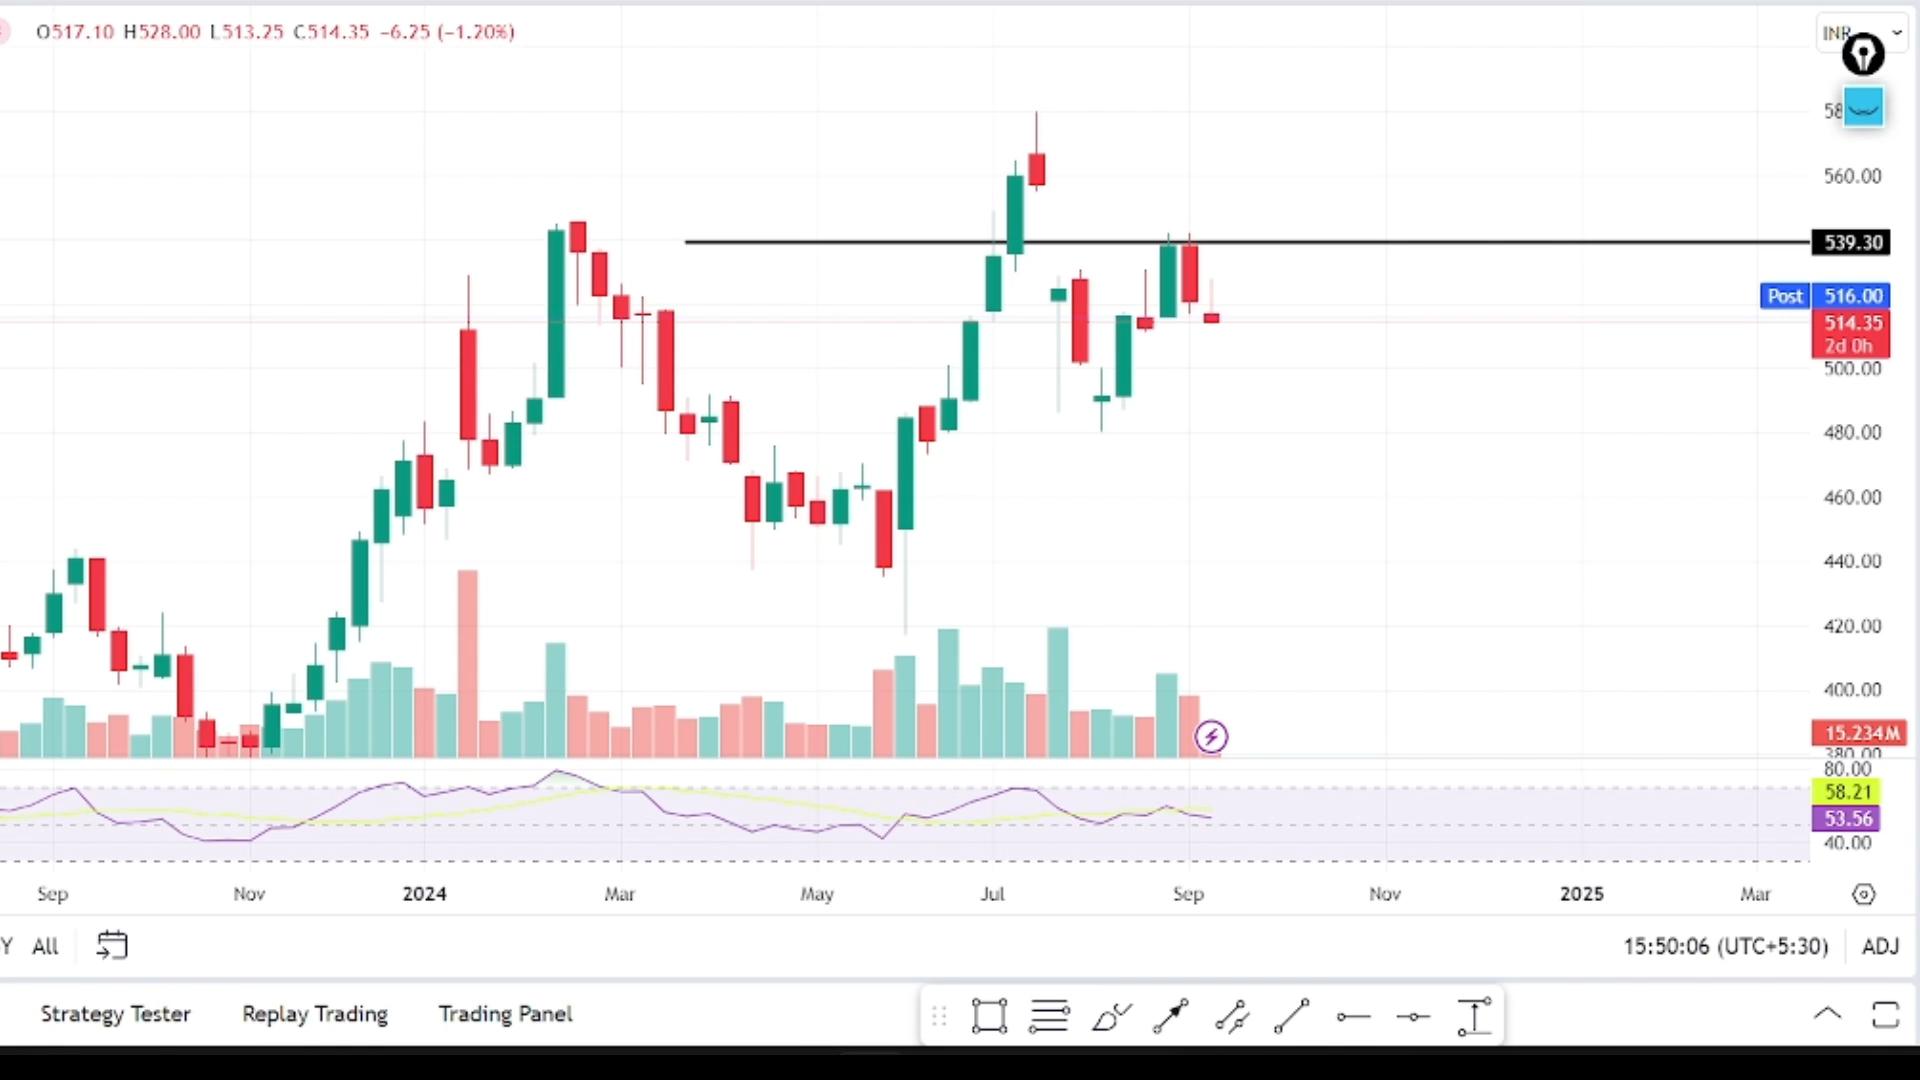 O517.10 H528.00 L513.25 C514.35 −6.25 (−1.20%)
INR
560.00
539.30
Post 516.00
514.35
2d 0h
500.00
480.00
460.00
440.00
420.00
400.00
15.234M
380.00
80.00
58.21
53.56
40.00
Sep Nov 2024 Mar May Jul Sep Nov 2025 Mar
Y All 15:50:06 (UTC+5:30) ADJ
Strategy Tester Replay Trading Trading Panel